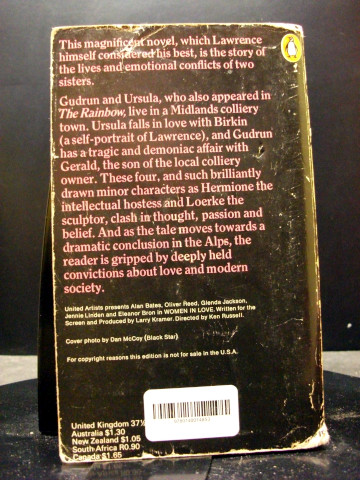 This magnificent novel, which Lawrence
himself considered his best, is the story of
the lives and emotional conflicts of two
sisters.
Gudrun and Ursula, who also appeared in
The Rainbow, live in a Midlands colliery
town. Ursula falls in love with Birkin
(a self-portrait of Lawrence), and Gudrun
has a tragic and demoniac affair with
Gerald, the son of the local colliery
owner. These four, and such brilliantly
drawn minor characters as Hermione the
intellectual hostess and Loerke the
sculptor, clash in thought, passion and
belief. And as the tale moves towards a
dramatic conclusion in the Alps, the
reader is gripped by deeply held
convictions about love and modern
society.
United Artists presents Alan Bates, Oliver Reed, Glenda Jackson,
Jennie Linden and Eleanor Bron in WOMEN IN LOVE. Written for the
Screen and Produced by Larry Kramer. Directed by Ken Russell.
Cover photo by Dan McCoy (Black Star)
For copyright reasons this edition is not for sale in the U.S.A.
United Kingdom 37½
Australia $1.30
New Zealand $1.05
South Africa R0.90
Canada $1.65